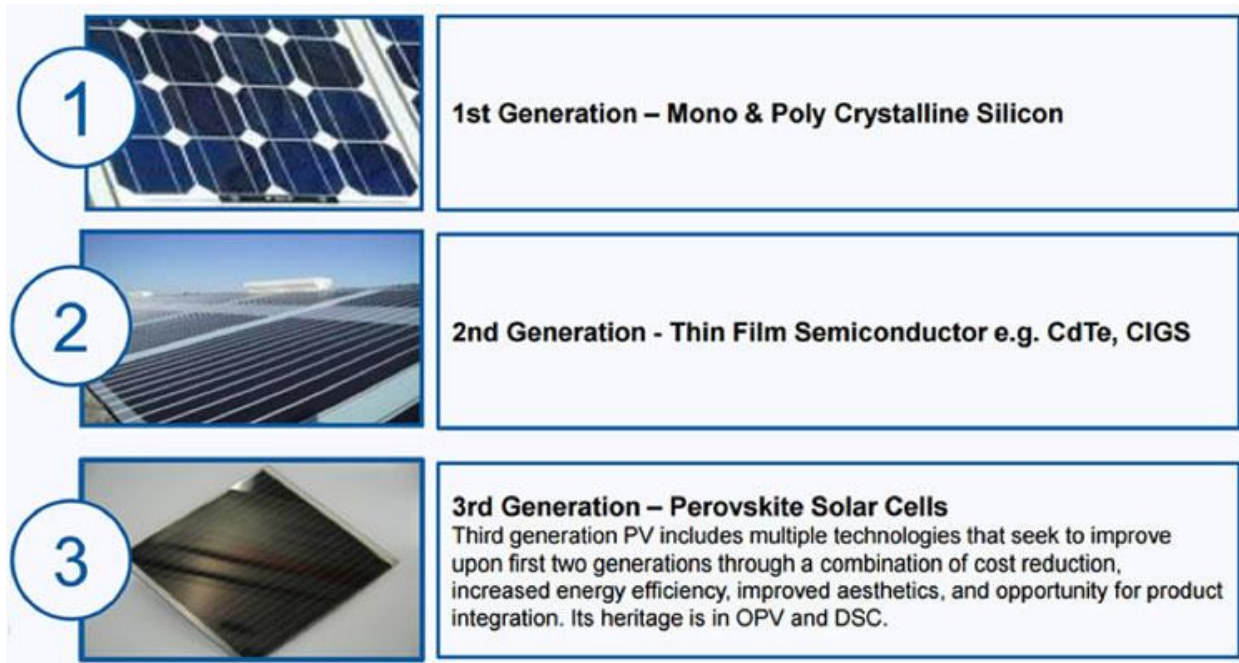 1
1st Generation – Mono & Poly Crystalline Silicon
2
2nd Generation - Thin Film Semiconductor e.g. CdTe, CIGS
3
3rd Generation – Perovskite Solar Cells
Third generation PV includes multiple technologies that seek to improve
upon first two generations through a combination of cost reduction,
increased energy efficiency, improved aesthetics, and opportunity for product
integration. Its heritage is in OPV and DSC.